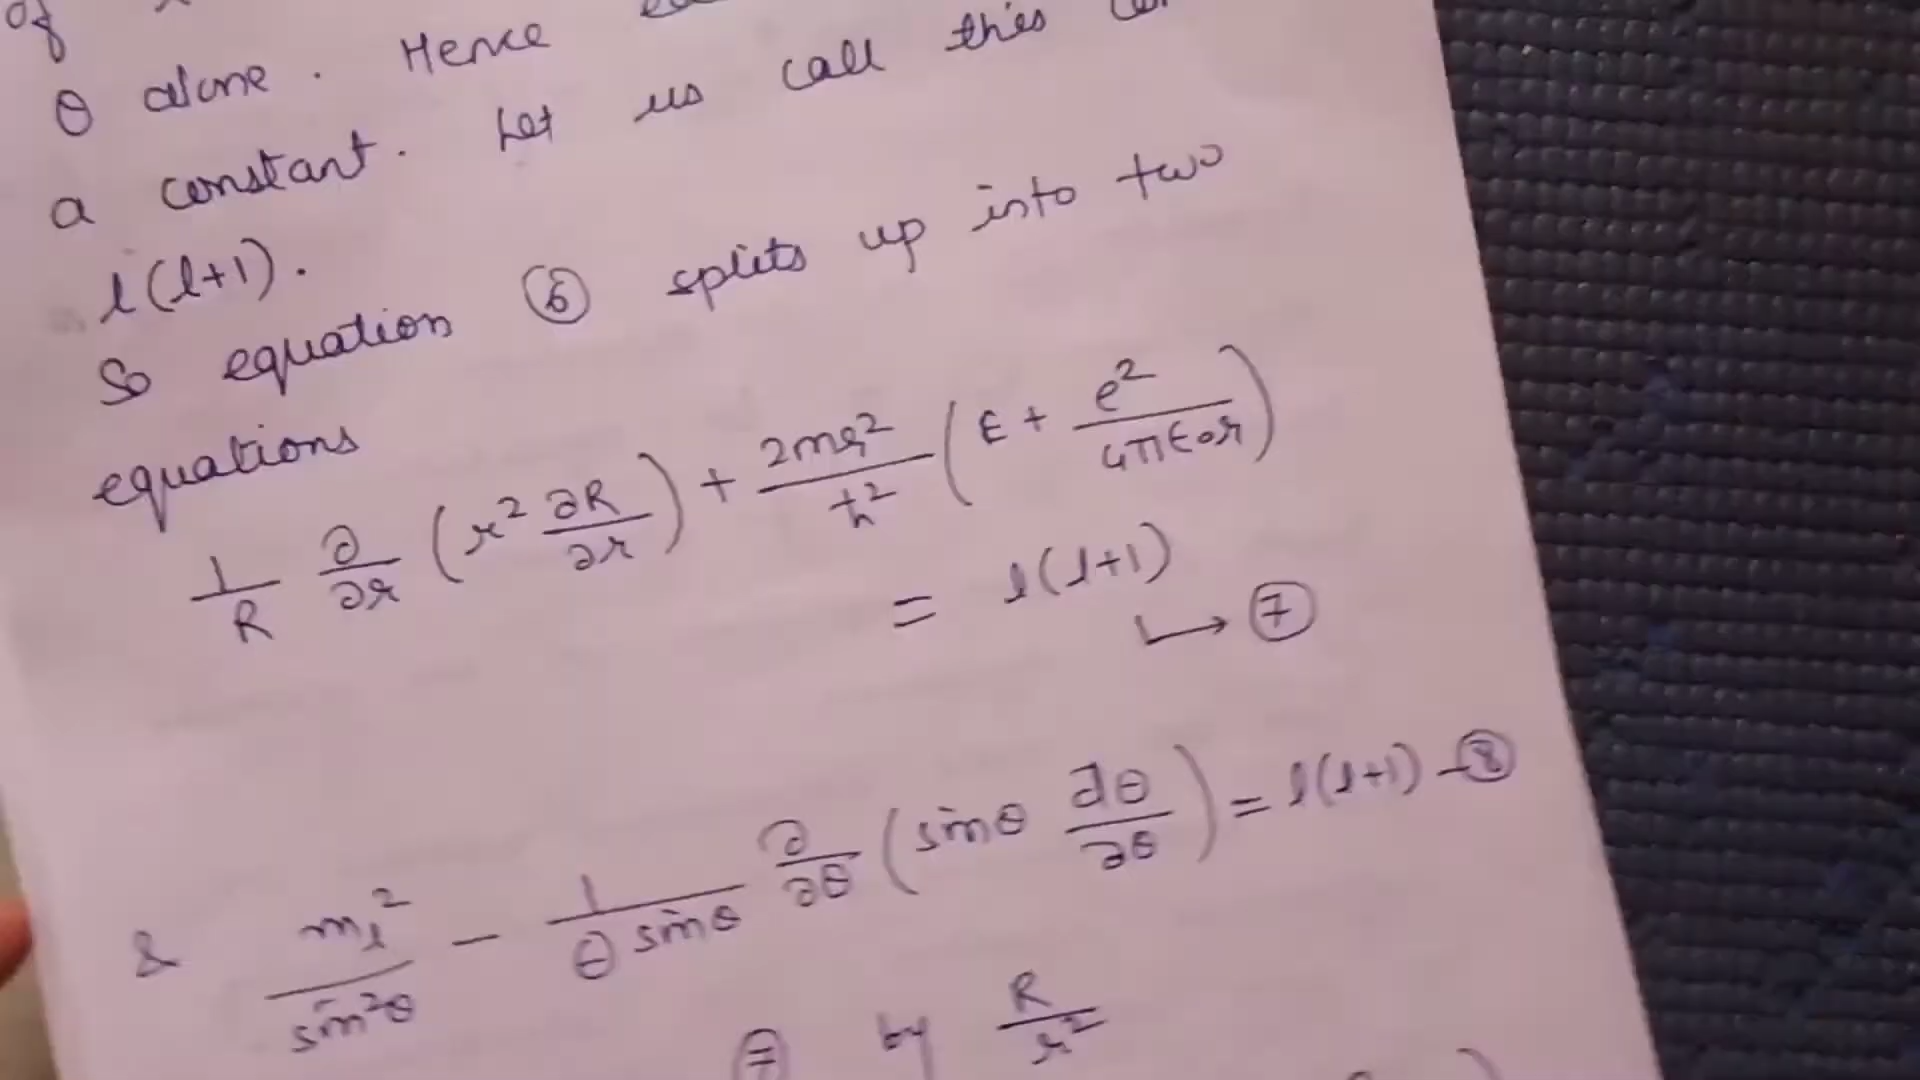 of
θ alone. Hence
a constant. Let us call this
l(l+1).
So equation ⑥ splits up into two
equations
1/R ∂/∂r (r² ∂R/∂r) + 2mr²/ħ² (E + e²/4πε₀r)
= l(l+1)
↳ ⑦
& mₗ²/sin²θ - 1/Θ sinθ ∂/∂θ (sinθ ∂Θ/∂θ) = l(l+1) - ⑧
⑦ by R/r²